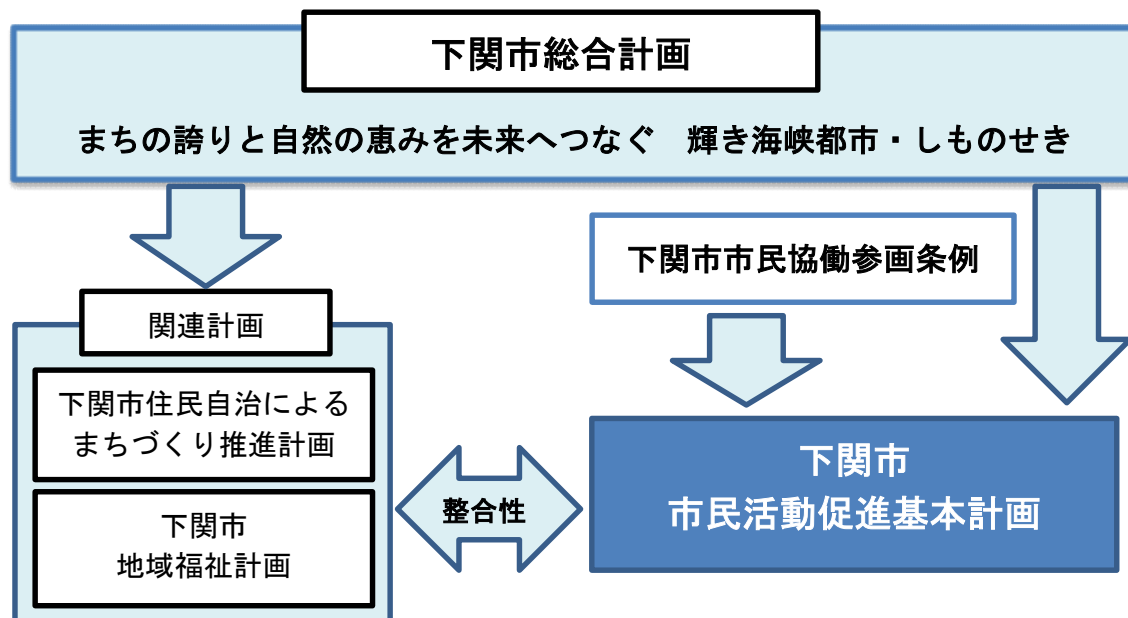 下関市総合計画
まちの誇りと自然の恵みを未来へつなぐ　輝き海峡都市・しものせき
下関市市民協働参画条例
関連計画
下関市住民自治による
まちづくり推進計画
下関市
地域福祉計画
整合性
下関市
市民活動促進基本計画